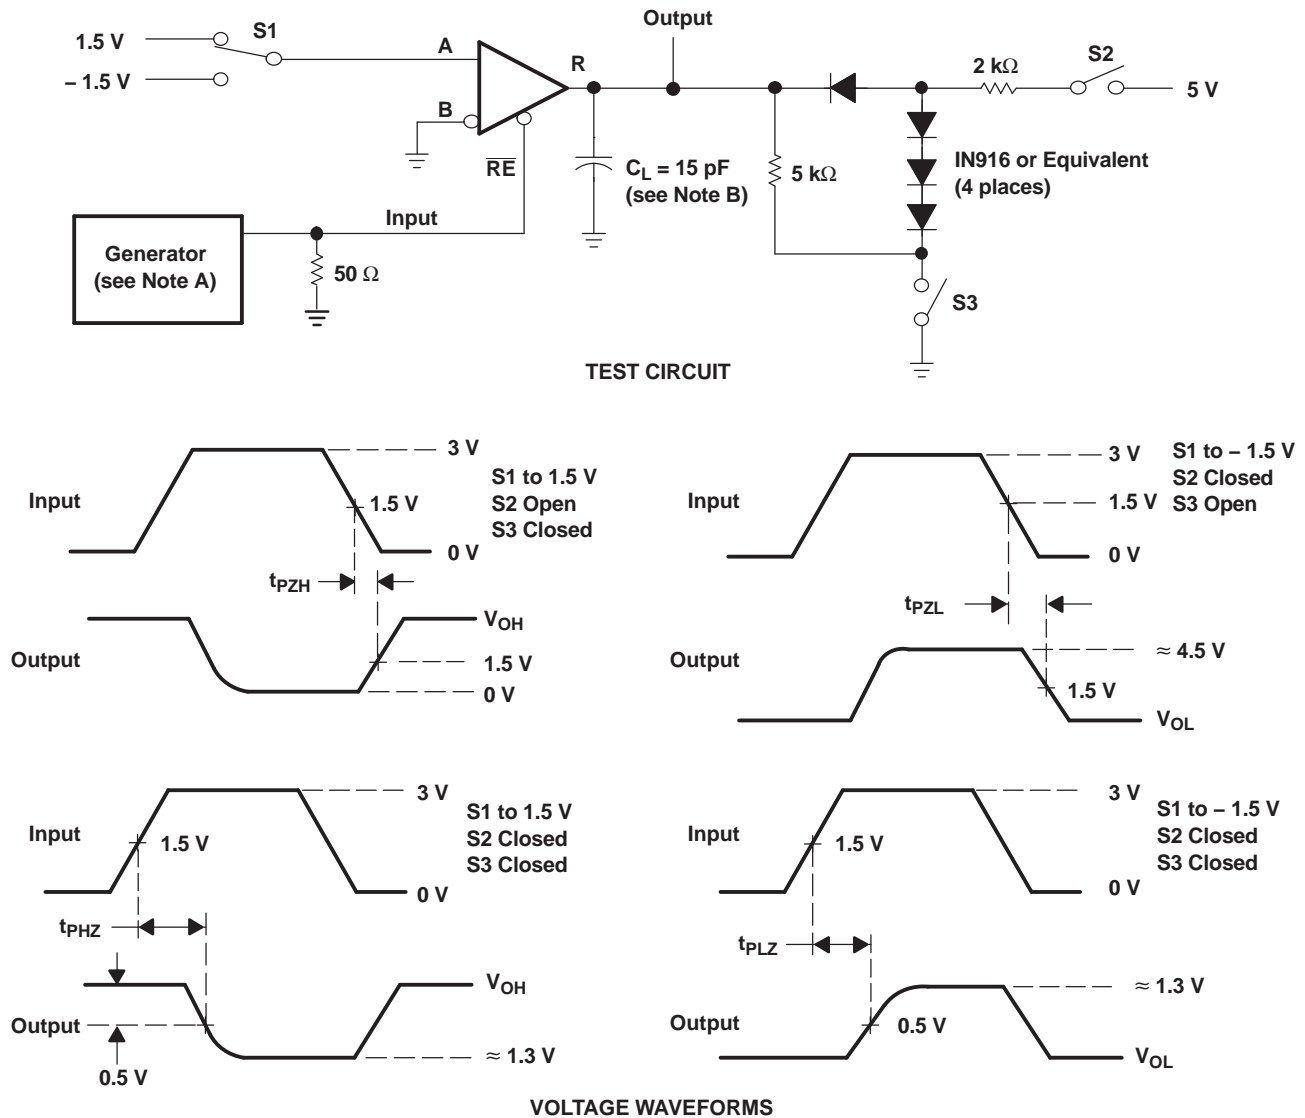 Output
1.5 V
S1
– 1.5 V
A
B
R
RE
2 kΩ
S2
5 V
CL = 15 pF
(see Note B)
5 kΩ
IN916 or Equivalent
(4 places)
Input
Generator
(see Note A)
50 Ω
S3
TEST CIRCUIT
Input
3 V
1.5 V
0 V
S1 to 1.5 V
S2 Open
S3 Closed
tPZH
Output
VOH
1.5 V
0 V
Input
3 V
1.5 V
0 V
S1 to – 1.5 V
S2 Closed
S3 Open
tPZL
Output
≈ 4.5 V
1.5 V
VOL
Input
3 V
1.5 V
0 V
S1 to 1.5 V
S2 Closed
S3 Closed
tPHZ
Output
VOH
0.5 V
≈ 1.3 V
Input
3 V
1.5 V
0 V
S1 to – 1.5 V
S2 Closed
S3 Closed
tPLZ
Output
≈ 1.3 V
0.5 V
VOL
VOLTAGE WAVEFORMS